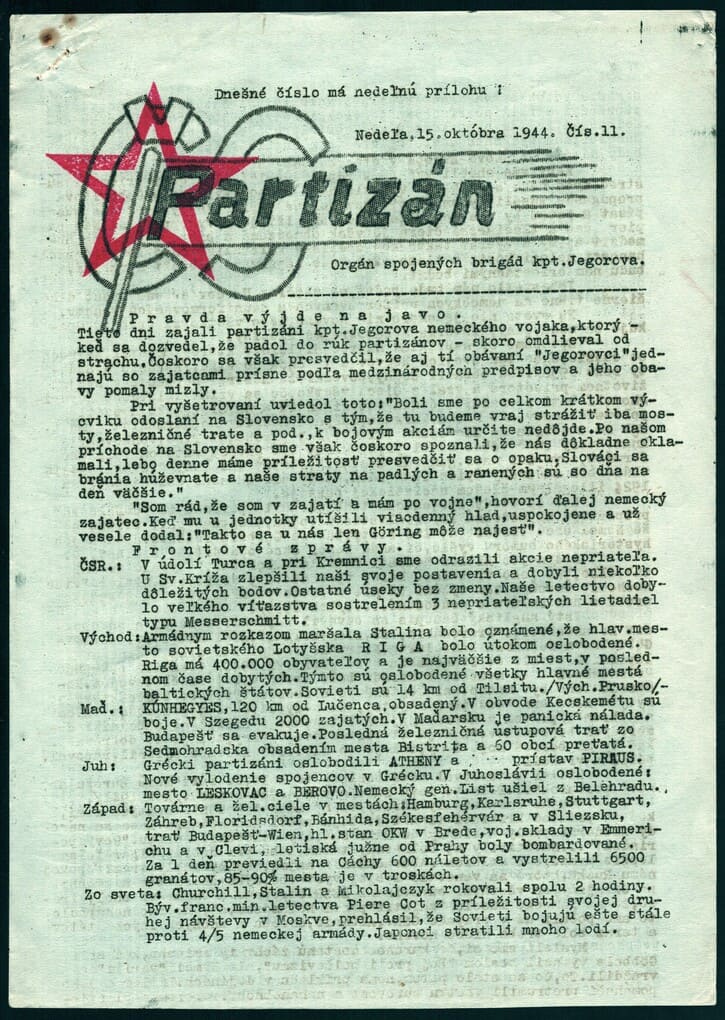 Dnešné číslo má nedeľnú prílohu !
Nedeľa,15.októbra 1944. Čís.11.
Partizán
Orgán spojených brigád kpt.Jegorova.
P r a v d a  v ý j d e  n a  j a v o .
Tieto dni zajali partizáni kpt.Jegorova nemeckého vojaka,ktorý -
keď sa dozvedel,že padol do rúk partizánov - skoro omdlieval od
strachu.Čoskoro sa však presvedčil,že aj tí obávaní "Jegorovci"jed-
najú so zajatcami prísne podľa medzinárodných predpisov a jeho oba-
vy pomaly mizly.
Pri vyšetrovaní uviedol toto:"Boli sme po celkom krátkom vý-
cviku odoslaní na Slovensko s tým,že tu budeme vraj strážiť iba mos-
ty,železničné trate a pod.,k bojovým akciám určite nedôjde.Po našom
príchode na Slovensko sme však čoskoro spoznali,že nás dôkladne okla-
mali,lebo denne máme príležitosť presvedčiť sa o opaku.Slováci sa
bránia húževnate a naše straty na padlých a ranených sú so dňa na
deň väčšie."
"Som rád,že som v zajatí a mám po vojne",hovorí ďalej nemecký
zajatec.Keď mu u jednotky utíšili viacdenný hlad,uspokojene a už
vesele dodal:"Takto sa u nás len Göring môže najesť".
F r o n t o v é  z p r á v y .
ČSR.: V údolí Turca a pri Kremnici sme odrazili akcie nepriateľa.
U Sv.Kríža zlepšili naši svoje postavenia a dobyli niekoľko
dôležitých bodov.Ostatné úseky bez zmeny.Naše letectvo doby-
lo veľkého víťazstva sostrelením 3 nepriateľských lietadiel
typu Messerschmitt.
Východ:Armádnym rozkazom maršala Stalina bolo oznámené,že hlav.mes-
to sovietského Lotyšska R I G A bolo útokom oslobodené.
Riga má 400.000 obyvateľov a je najväčšie z miest,v posled-
nom čase dobytých.Týmto sú oslobodené všetky hlavné mestá
baltických štátov.Sovieti sú 14 km od Tilsitu./Vých.Prusko/-
Maď.: KÚNHEGYES,120 km od Lučenca,obsadený.V obvode Kecskemétu sú
boje.V Szegedu 2000 zajatých.V Maďarsku je panická nálada.
Budapešť sa evakuje.Posledná železničná ústupová trať zo
Sedmohradcka obsadením mesta Bistrita a 60 obcí preťatá.
Juh: Grécki partizáni oslobodili ATHENY a prístav PIRAUS.
Nové vylodenie spojencov v Grécku.V Juhoslávii oslobodené:
mesto LESKOVAC a BEROVO.Nemecký gen.List ušiel z Belehradu.
Západ: Továrne a žel.ciele v mestách:Hamburg,Karlsruhe,Stuttgart,
Záhreb,Floridsdorf,Bánhida,Székesfehérvár a v Sliezsku,
trať Budapešť-Wien,hl.stan OKW v Brede,voj.sklady v Emmeri-
chu a v Clevi, letiská južne od Prahy boly bombardované.
Za 1 deň previedli na Cáchy 600 náletov a vystrelili 6500
granátov,85-90% mesta je v troskách.
Zo sveta: Churchill,Stalin a Mikolajczyk rokovali spolu 2 hodiny.
Býv.franc.min.letectva Piere Cot z príležitosti svojej dru-
hej návštevy v Moskve,prehlásil,že Sovieti bojujú ešte stále
proti 4/5 nemeckej armády.Japonci stratili mnoho lodí.